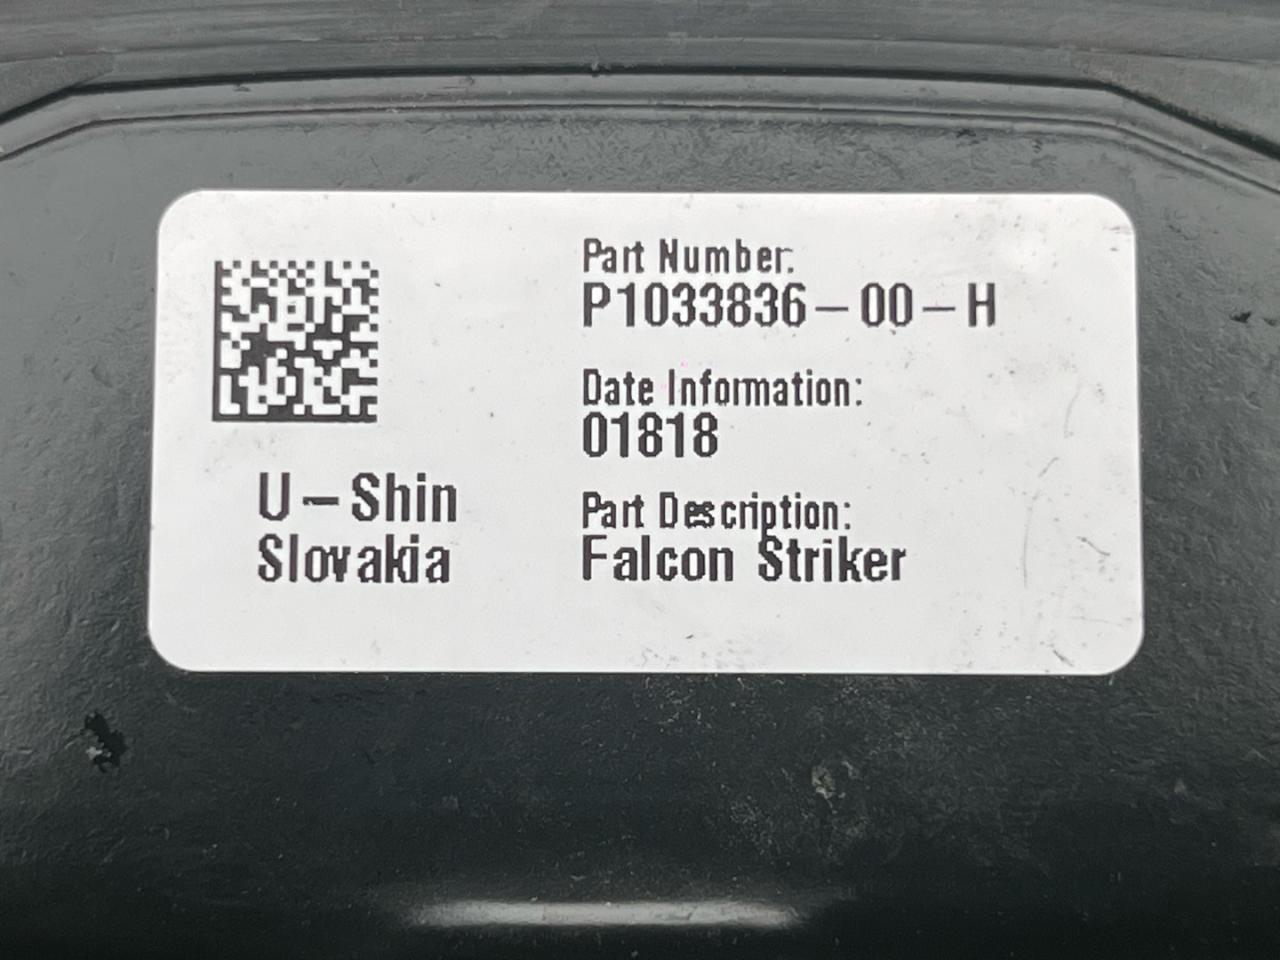 Part Number:
P1033836-00-H
Date Information:
01818
U-Shin
Slovakia
Part Description:
Falcon Striker